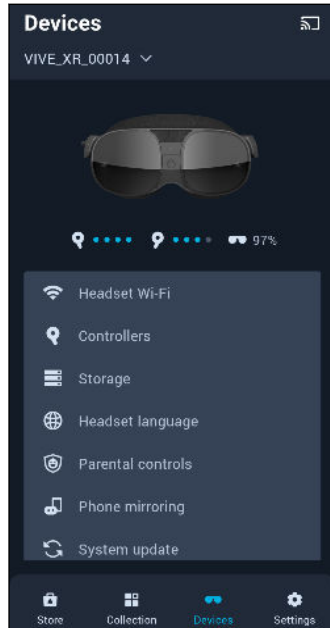 Devices
VIVE_XR_00014
97%
Headset Wi-Fi
Controllers
Storage
Headset language
Parental controls
Phone mirroring
System update
Store Collection Devices Settings